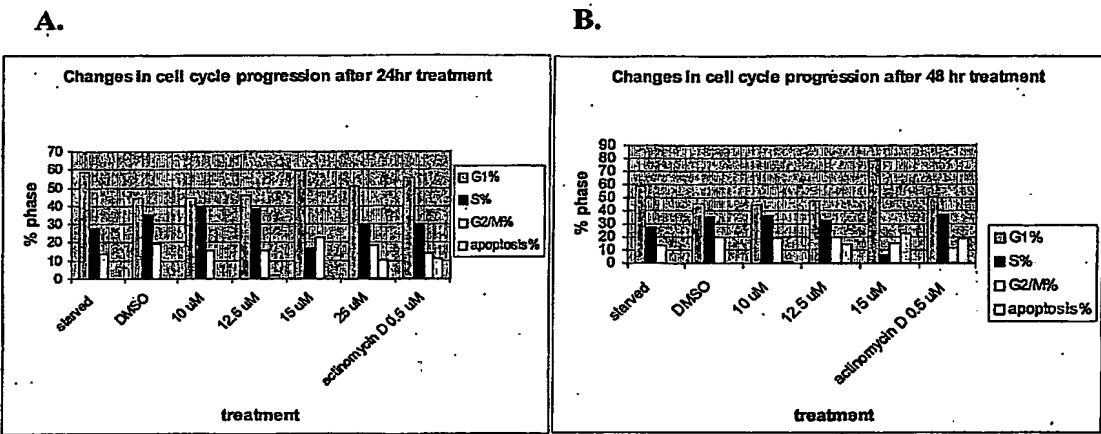 A.
B.
Changes in cell cycle progression after 24hr treatment
70
60
50
40
30
20
10
0
% phase
G1%
S%
G2/M%
apoptosis%
starved
DMSO
10 uM
12.5 uM
15 uM
25 uM
actinomycin D 0.5 uM
treatment
Changes in cell cycle progression after 48 hr treatment
90
80
70
60
50
40
30
20
10
0
% phase
G1%
S%
G2/M%
apoptosis%
starved
DMSO
10 uM
12.5 uM
15 uM
actinomycin D 0.5 uM
treatment